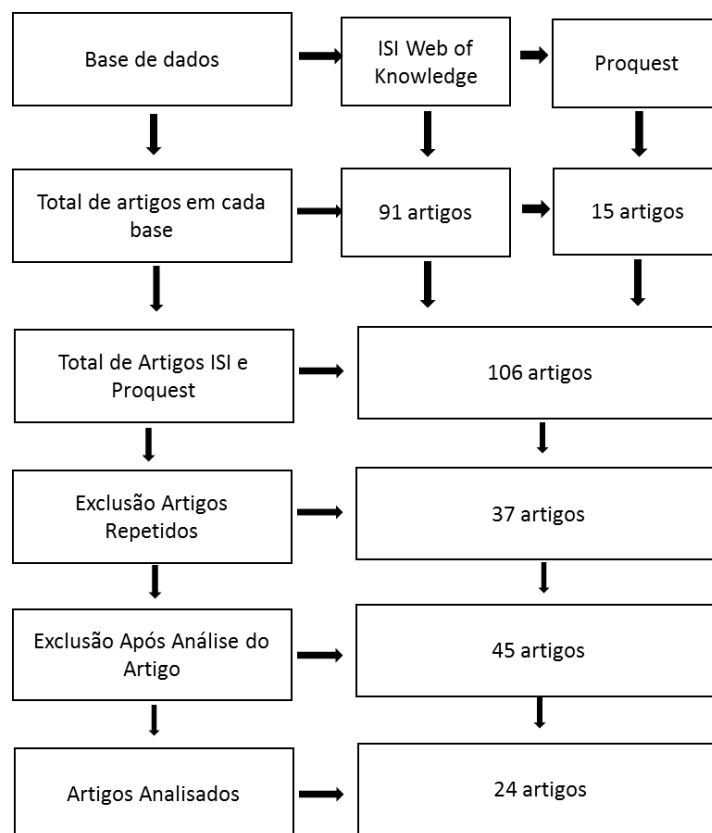 Base de dados
ISI Web of
Knowledge
Proquest
Total de artigos em cada
base
91 artigos
15 artigos
Total de Artigos ISI e
Proquest
106 artigos
Exclusão Artigos
Repetidos
37 artigos
Exclusão Após Análise do
Artigo
45 artigos
Artigos Analisados
24 artigos